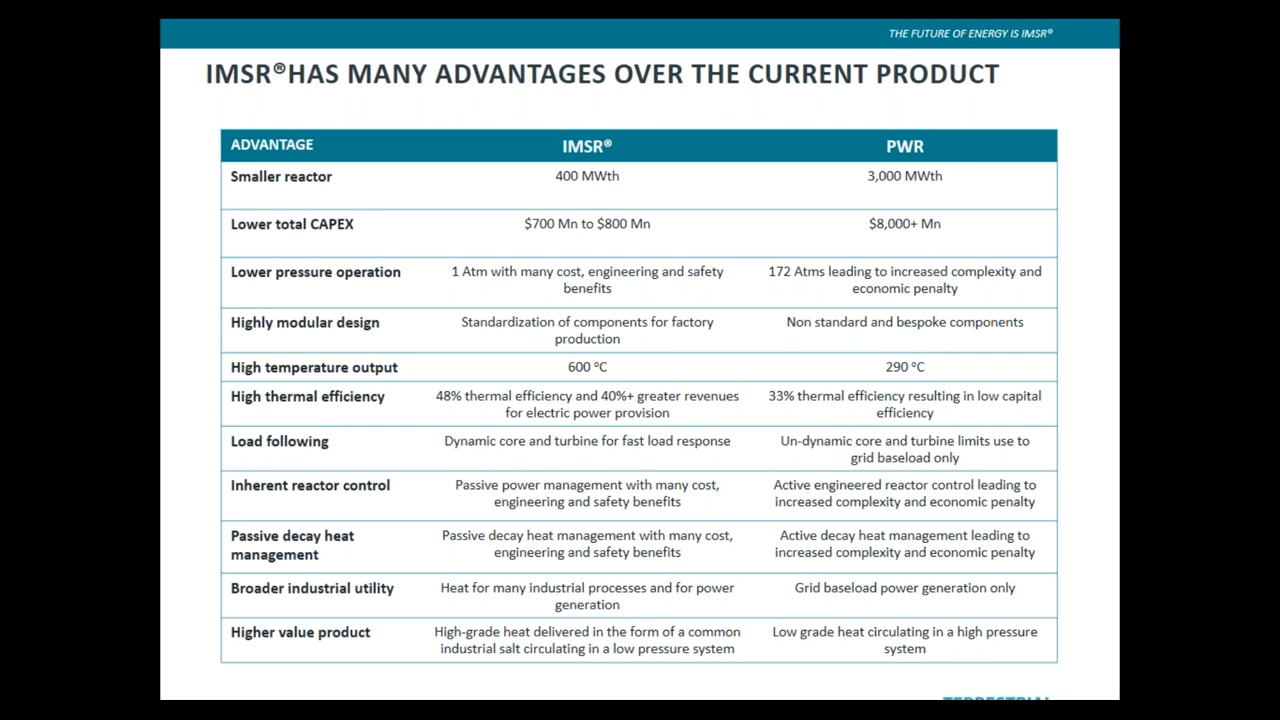 THE FUTURE OF ENERGY IS IMSR®
IMSR®HAS MANY ADVANTAGES OVER THE CURRENT PRODUCT
ADVANTAGE IMSR® PWR
Smaller reactor 400 MWth 3,000 MWth
Lower total CAPEX $700 Mn to $800 Mn $8,000+ Mn
Lower pressure operation 1 Atm with many cost, engineering and safety 172 Atms leading to increased complexity and
benefits economic penalty
Highly modular design Standardization of components for factory Non standard and bespoke components
production
High temperature output 600 °C 290 °C
High thermal efficiency 48% thermal efficiency and 40%+ greater revenues 33% thermal efficiency resulting in low capital
for electric power provision efficiency
Load following Dynamic core and turbine for fast load response Un-dynamic core and turbine limits use to
grid baseload only
Inherent reactor control Passive power management with many cost, Active engineered reactor control leading to
engineering and safety benefits increased complexity and economic penalty
Passive decay heat Passive decay heat management with many cost, Active decay heat management leading to
management engineering and safety benefits increased complexity and economic penalty
Broader industrial utility Heat for many industrial processes and for power Grid baseload power generation only
generation
Higher value product High-grade heat delivered in the form of a common Low grade heat circulating in a high pressure
industrial salt circulating in a low pressure system system
TERRESTRIAL